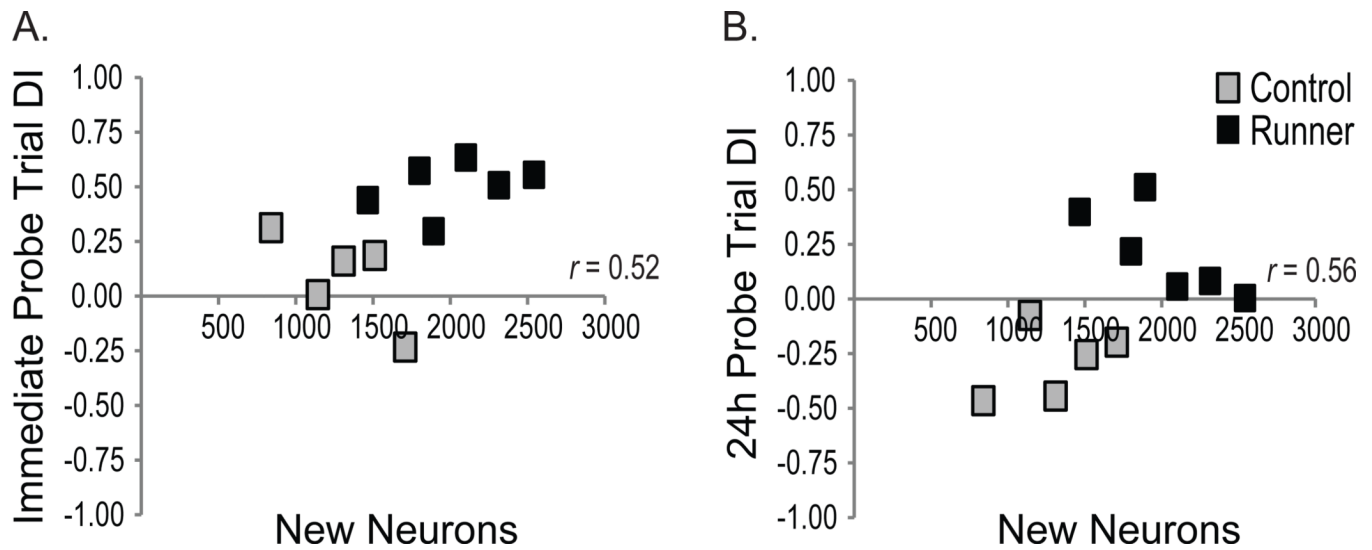 A.
Immediate Probe Trial DI
1.00
0.75
0.50
0.25
0.00
-0.25
-0.50
-0.75
-1.00
500 1000 1500 2000 2500 3000
r = 0.52
New Neurons
B.
24h Probe Trial DI
1.00
0.75
0.50
0.25
0.00
-0.25
-0.50
-0.75
-1.00
500 1000 1500 2000 2500 3000
Control
Runner
r = 0.56
New Neurons